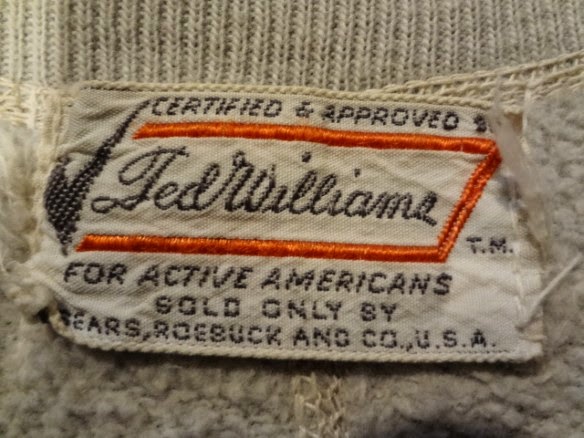 CERTIFIED & APPROVED
Ted Williams
T.M.
FOR ACTIVE AMERICANS
SOLD ONLY BY
SEARS, ROEBUCK AND CO., U.S.A.